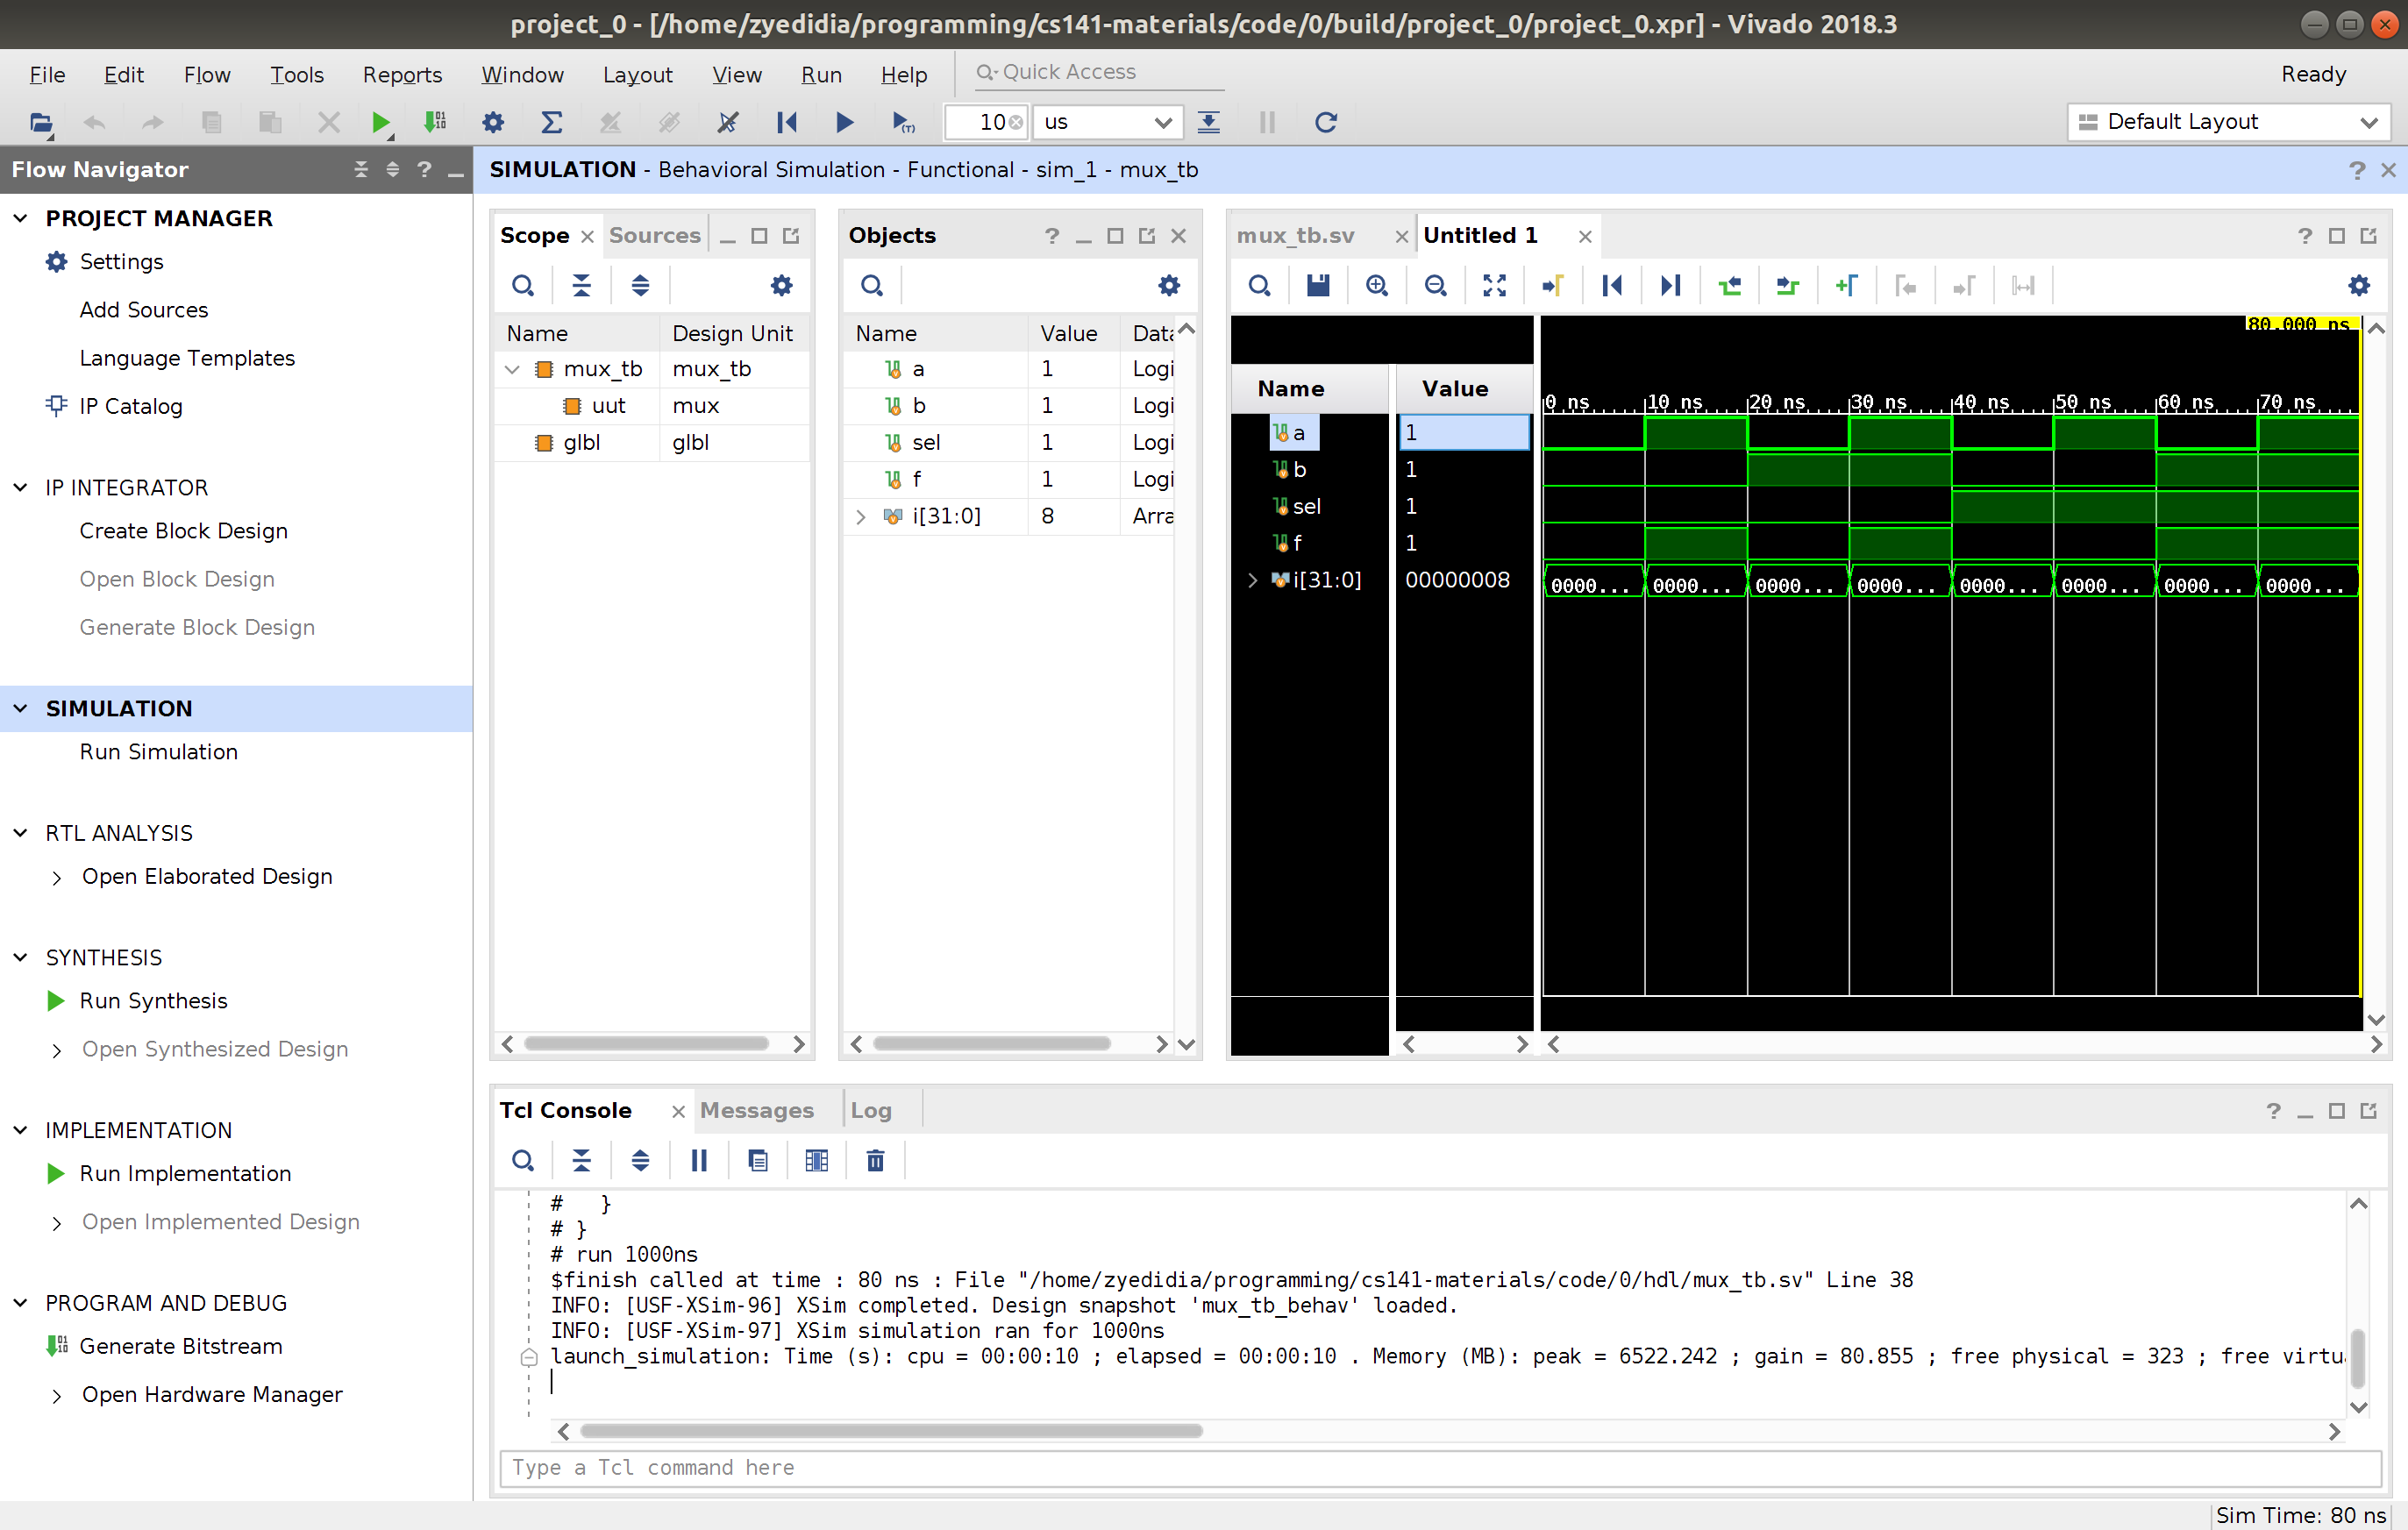 project_0 - [/home/zyedidia/programming/cs141-materials/code/0/build/project_0/project_0.xpr] - Vivado 2018.3
File Edit Flow Tools Reports Window Layout View Run Help Quick Access Ready
10 us Default Layout
Flow Navigator
PROJECT MANAGER
Settings
Add Sources
Language Templates
IP Catalog
IP INTEGRATOR
Create Block Design
Open Block Design
Generate Block Design
SIMULATION
Run Simulation
RTL ANALYSIS
Open Elaborated Design
SYNTHESIS
Run Synthesis
Open Synthesized Design
IMPLEMENTATION
Run Implementation
Open Implemented Design
PROGRAM AND DEBUG
Generate Bitstream
Open Hardware Manager
SIMULATION - Behavioral Simulation - Functional - sim_1 - mux_tb
Scope Sources
Name Design Unit
mux_tb mux_tb
uut mux
glbl glbl
Objects
Name Value Data
a 1 Logi
b 1 Logi
sel 1 Logi
f 1 Logi
i[31:0] 8 Arra
mux_tb.sv Untitled 1
80.000 ns
Name Value
0 ns 10 ns 20 ns 30 ns 40 ns 50 ns 60 ns 70 ns
a 1
b 1
sel 1
f 1
i[31:0] 00000008 0000... 0000... 0000... 0000... 0000... 0000... 0000... 0000...
Tcl Console Messages Log
# }
# }
# run 1000ns
$finish called at time : 80 ns : File "/home/zyedidia/programming/cs141-materials/code/0/hdl/mux_tb.sv" Line 38
INFO: [USF-XSim-96] XSim completed. Design snapshot 'mux_tb_behav' loaded.
INFO: [USF-XSim-97] XSim simulation ran for 1000ns
launch_simulation: Time (s): cpu = 00:00:10 ; elapsed = 00:00:10 . Memory (MB): peak = 6522.242 ; gain = 80.855 ; free physical = 323 ; free virtu
Type a Tcl command here
Sim Time: 80 ns